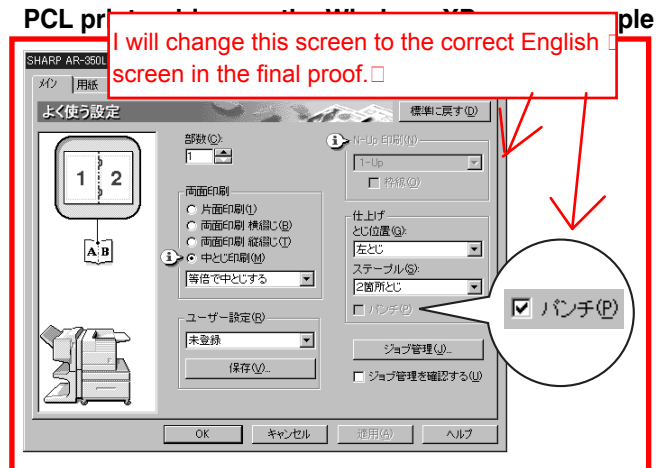 PCL pr
ple
I will change this screen to the correct English
screen in the final proof.
SHARP AR-350L
メイン
用紙
よく使う設定
標準に戻す(D)
1 2
A B
部数(C):
1
両面印刷
片面印刷(1)
両面印刷 横綴じ(B)
両面印刷 縦綴じ(T)
中とじ印刷(M)
等倍で中とじする
ユーザー設定(R)
未登録
保存(V)...
N-Up 印刷(N)
1-Up
枠線(O)
仕上げ
とじ位置(G):
左とじ
ステープル(S):
2箇所とじ
パンチ(P)
パンチ(P)
ジョブ管理(J)...
ジョブ管理を確認する(U)
OK
キャンセル
適用(A)
ヘルプ